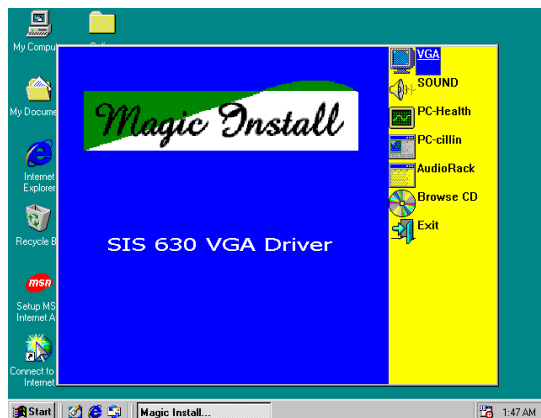 My Compu
My Docume
Internet
Explorer
Recycle B
msn
Setup MS
Internet A
Connect to
Internet
Magic Install
SIS 630 VGA Driver
VGA
SOUND
PC-Health
PC-cillin
AudioRack
Browse CD
Exit
Start
Magic Install...
1:47 AM